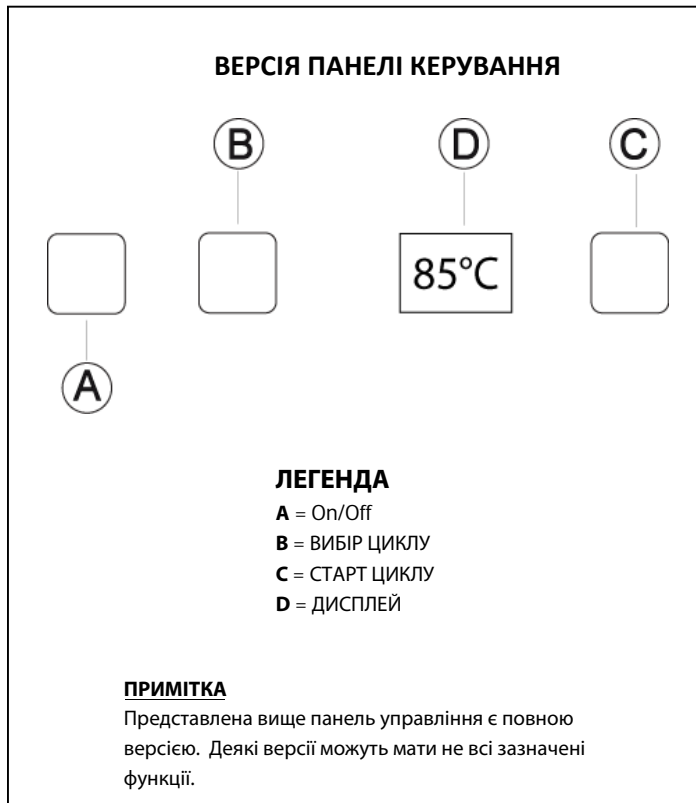 ВЕРСІЯ ПАНЕЛІ КЕРУВАННЯ
B
D
C
85°C
A
ЛЕГЕНДА
A = On/Off
B = ВИБІР ЦИКЛУ
C = СТАРТ ЦИКЛУ
D = ДИСПЛЕЙ
ПРИМІТКА
Представлена вище панель управління є повною
версією. Деякі версії можуть мати не всі зазначені
функції.